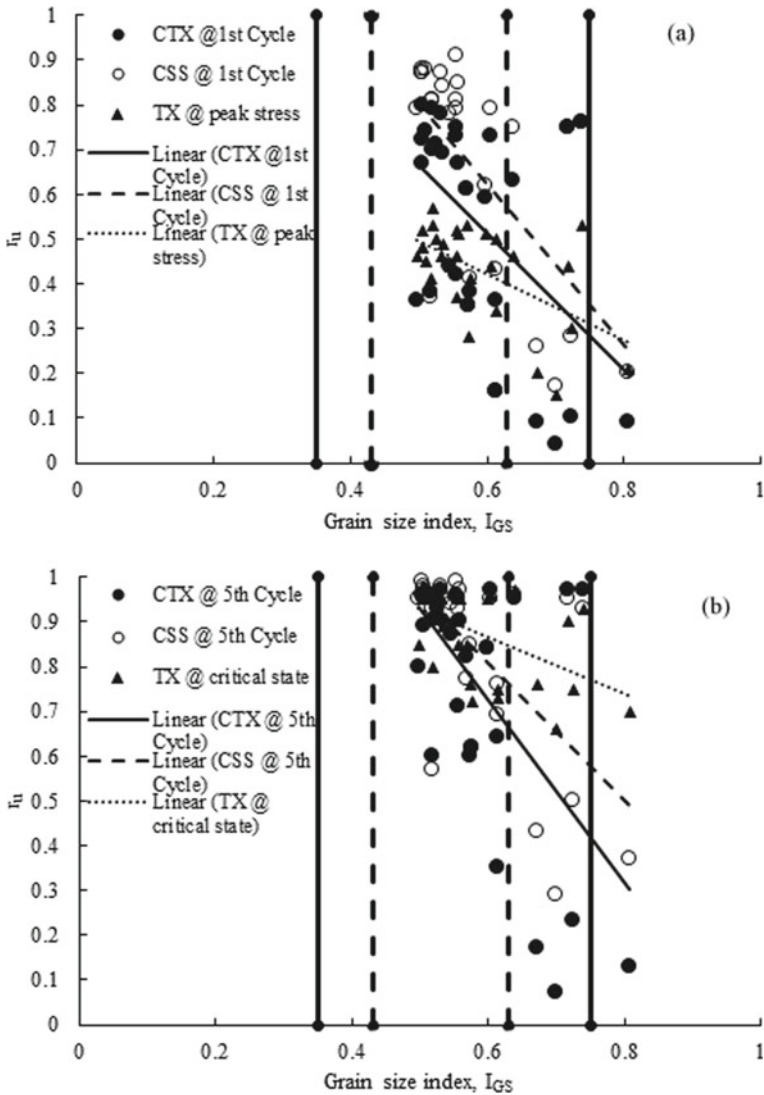 (a)
1
0.9
0.8
0.7
0.6
0.5
0.4
0.3
0.2
0.1
0
r_u
CTX @1st Cycle
CSS @ 1st Cycle
TX @ peak stress
Linear (CTX @1st
Cycle)
Linear (CSS @ 1st
Cycle)
Linear (TX @ peak
stress)
0 0.2 0.4 0.6 0.8 1
Grain size index, I_GS
(b)
1
0.9
0.8
0.7
0.6
0.5
0.4
0.3
0.2
0.1
0
r_u
CTX @ 5th Cycle
CSS @ 5th Cycle
TX @ critical state
Linear (CTX @ 5th
Cycle)
Linear (CSS @ 5th
Cycle)
Linear (TX @
critical state)
0 0.2 0.4 0.6 0.8 1
Grain size index, I_GS